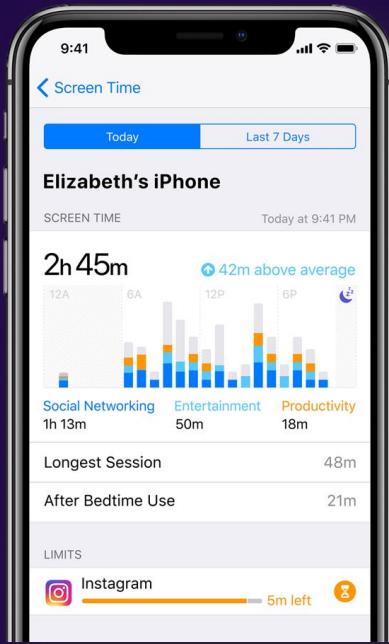 9:41
Screen Time
Today Last 7 Days
Elizabeth's iPhone
SCREEN TIME Today at 9:41 PM
2h 45m 42m above average
12A 6A 12P 6P
Social Networking Entertainment Productivity
1h 13m 50m 18m
Longest Session 48m
After Bedtime Use 21m
LIMITS
Instagram
5m left